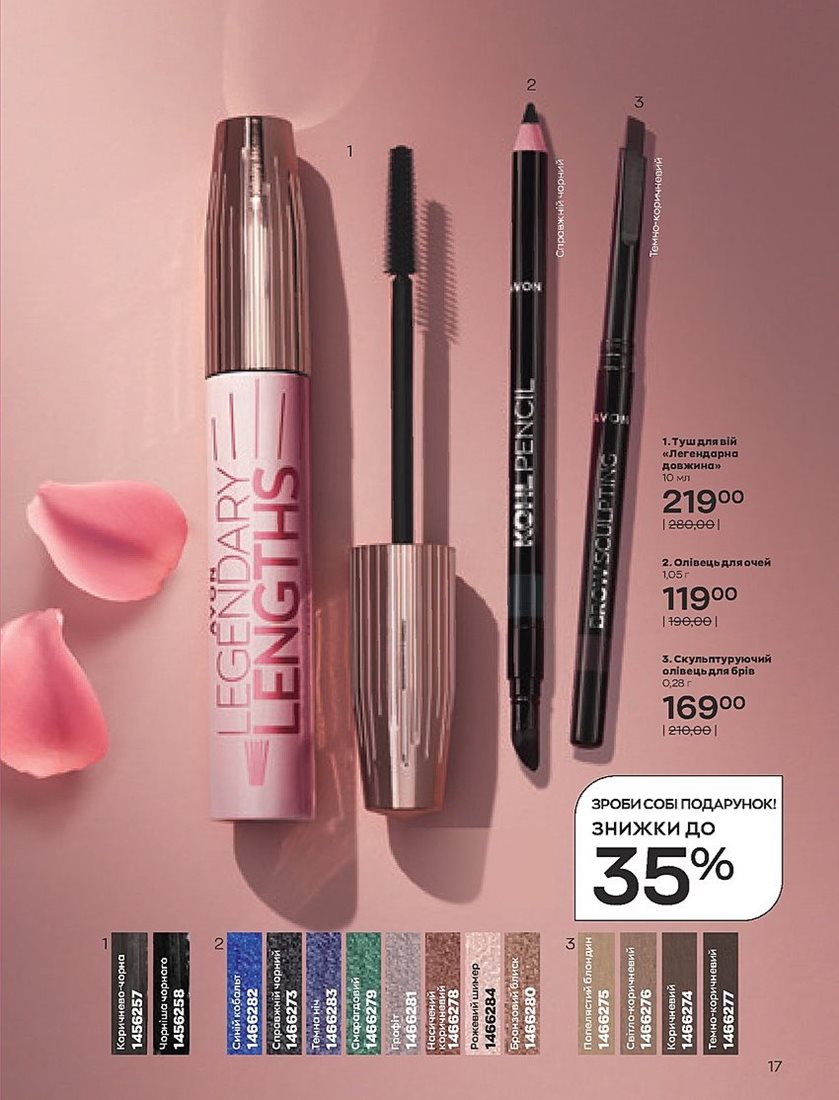 1
2
3
Справжній чорний
Темно-коричневий
AVON
LEGENDARY
LENGTHS
AVON
KOHL PENCIL
AVON
BROW SCULPTING
1. Туш для вій
«Легендарна
довжина»
10 мл
219⁰⁰
| 280,00 |
2. Олівець для очей
1,05 г
119⁰⁰
| 190,00 |
3. Скульптуруючий
олівець для брів
0,28 г
169⁰⁰
| 210,00 |
ЗРОБИ СОБІ ПОДАРУНОК!
ЗНИЖКИ ДО
35%
1
Коричнево-чорна
1456257
Чорніша чорного
1456258
2
Синій кобальт
1466282
Справжній чорний
1466273
Темна ніч
1466283
Смарагдовий
1466279
Графіт
1466281
Насичений
коричневий
1466278
Рожевий шимер
1466284
Бронзовий блиск
1466280
3
Попелястий блондин
1466275
Світло-коричневий
1466276
Коричневий
1466274
Темно-коричневий
1466277
17